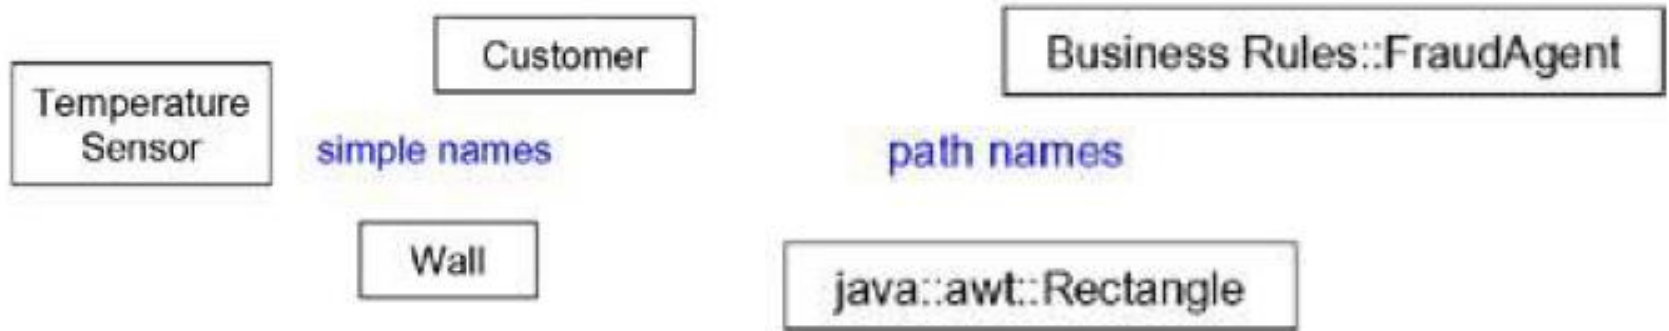 Customer
Business Rules::FraudAgent
Temperature
Sensor
simple names
path names
Wall
java::awt::Rectangle